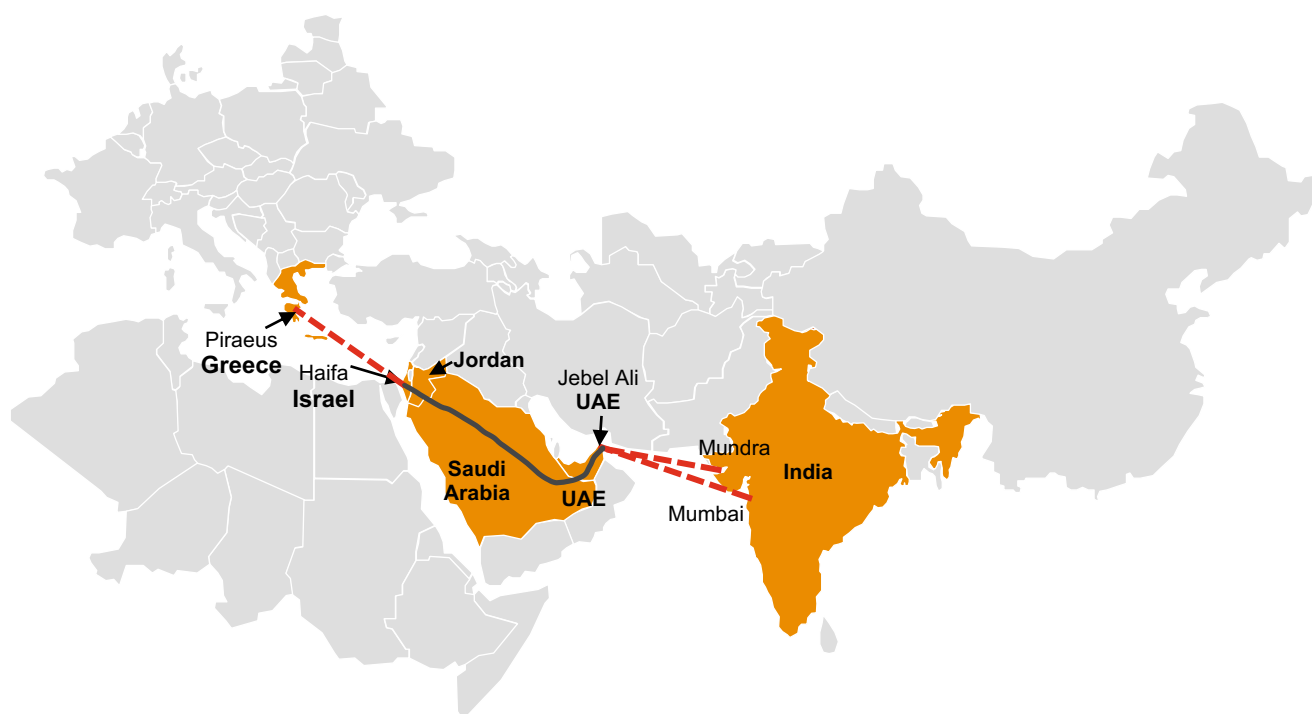 Piraeus
Greece
Haifa
Israel
Jordan
Jebel Ali
UAE
Saudi
Arabia
UAE
Mundra
Mumbai
India